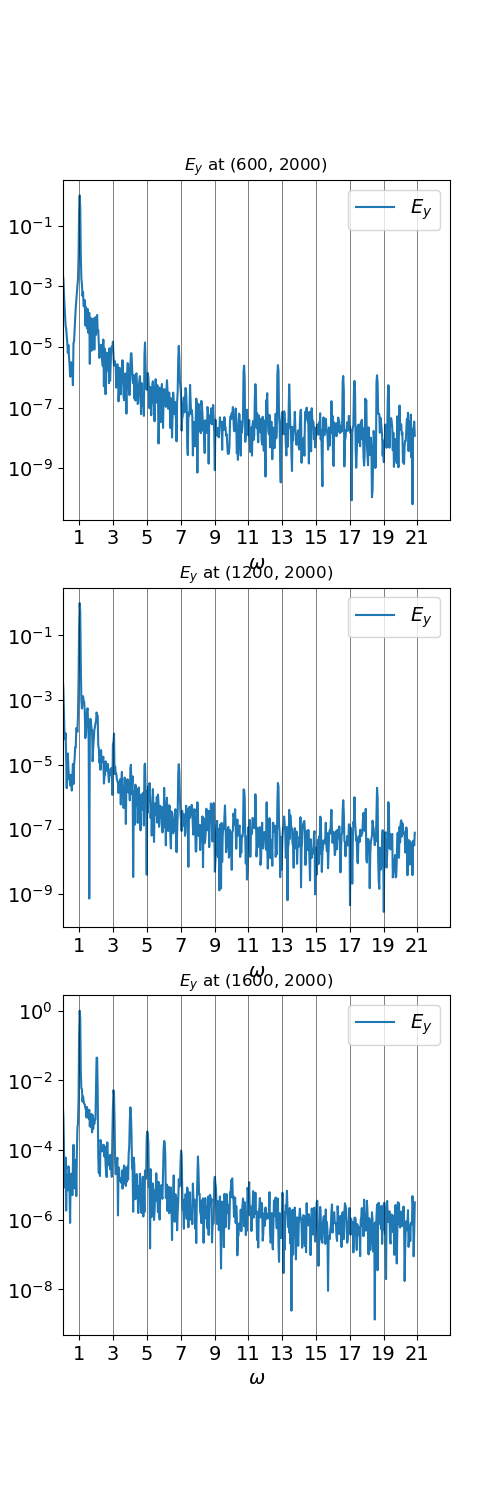 E_y at (600, 2000)
E_y
10⁻¹
10⁻³
10⁻⁵
10⁻⁷
10⁻⁹
1 3 5 7 9 11 13 15 17 19 21
ω
E_y at (1200, 2000)
E_y
10⁻¹
10⁻³
10⁻⁵
10⁻⁷
10⁻⁹
1 3 5 7 9 11 13 15 17 19 21
ω
E_y at (1600, 2000)
E_y
10⁰
10⁻²
10⁻⁴
10⁻⁶
10⁻⁸
1 3 5 7 9 11 13 15 17 19 21
ω